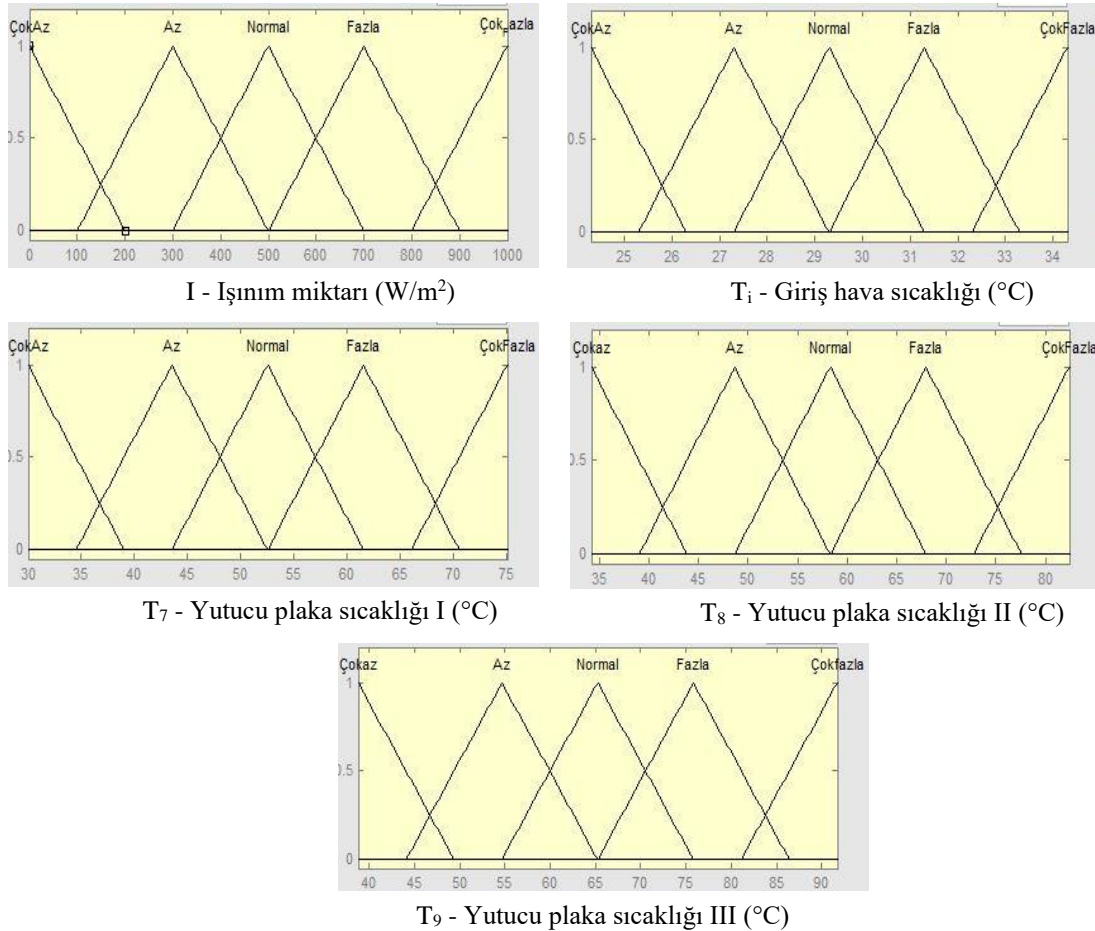 ÇokAz Az Normal Fazla Çok azla
1
0.5
0
0 100 200 300 400 500 600 700 800 900 1000
I - Işınım miktarı (W/m²)
ÇokAz Az Normal Fazla ÇokFazla
1
0.5
0
25 26 27 28 29 30 31 32 33 34
Tᵢ - Giriş hava sıcaklığı (°C)
ÇokAz Az Normal Fazla ÇokFazla
1
0.5
0
30 35 40 45 50 55 60 65 70 75
T₇ - Yutucu plaka sıcaklığı I (°C)
Çokaz Az Normal Fazla ÇokFazla
1
0.5
0
35 40 45 50 55 60 65 70 75 80
T₈ - Yutucu plaka sıcaklığı II (°C)
Çokaz Az Normal Fazla Çokfazla
1
0.5
0
40 45 50 55 60 65 70 75 80 85 90
T₉ - Yutucu plaka sıcaklığı III (°C)